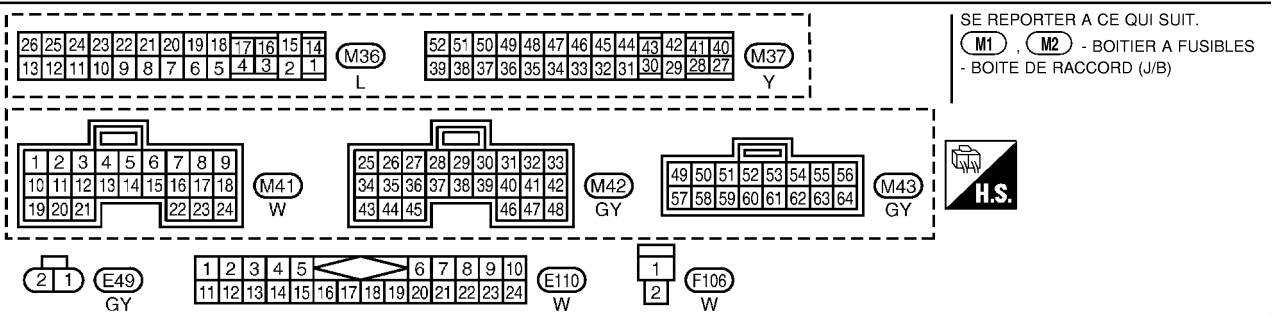 26 25 24 23 22 21 20 19 18 17 16 15 14
13 12 11 10 9 8 7 6 5 4 3 2 1
M36
L
52 51 50 49 48 47 46 45 44 43 42 41 40
39 38 37 36 35 34 33 32 31 30 29 28 27
M37
Y
SE REPORTER A CE QUI SUIT.
M1 , M2 - BOITIER A FUSIBLES
- BOITE DE RACCORD (J/B)
1 2 3 4 5 6 7 8 9
10 11 12 13 14 15 16 17 18
19 20 21 22 23 24
M41
W
25 26 27 28 29 30 31 32 33
34 35 36 37 38 39 40 41 42
43 44 45 46 47 48
M42
GY
49 50 51 52 53 54 55 56
57 58 59 60 61 62 63 64
M43
GY
H.S.
2 1
E49
GY
1 2 3 4 5 6 7 8 9 10
11 12 13 14 15 16 17 18 19 20 21 22 23 24
E110
W
1
2
F106
W